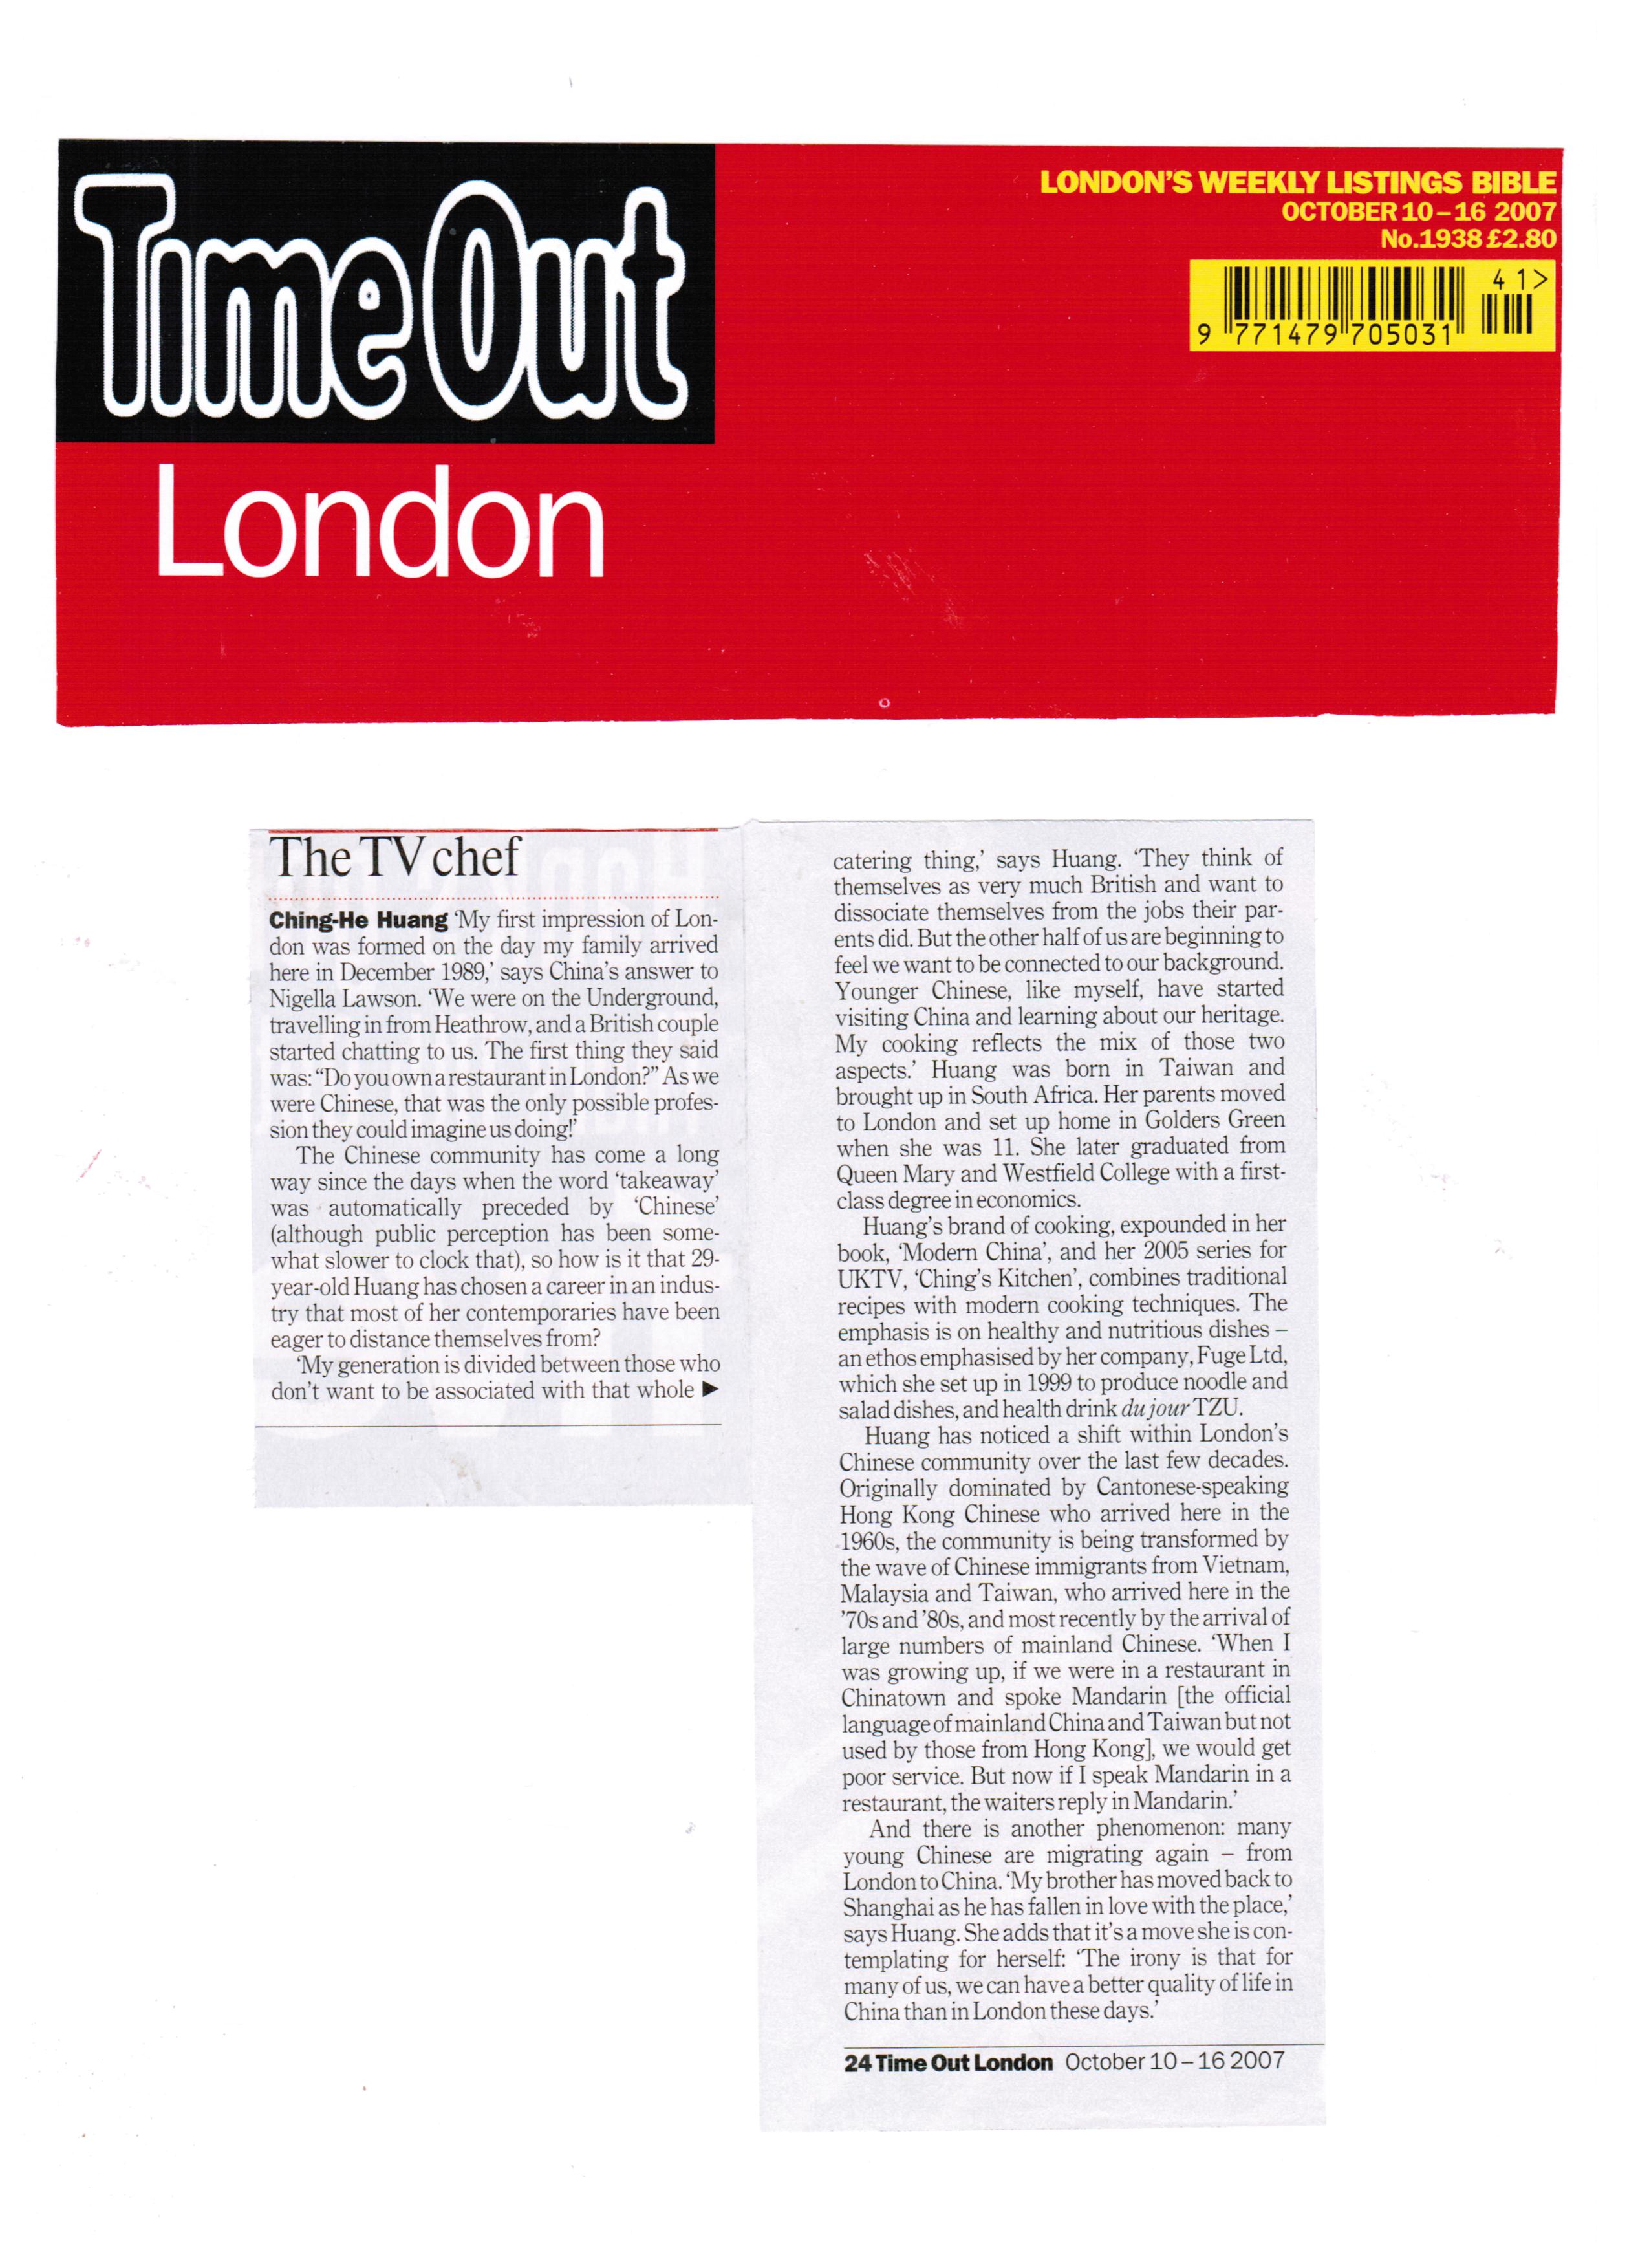 Time Out
London
LONDON'S WEEKLY LISTINGS BIBLE
OCTOBER 10 – 16 2007
No.1938 £2.80
4 1 >
9 771479 705031
The TV chef
Ching-He Huang ‘My first impression of Lon-
don was formed on the day my family arrived
here in December 1989,’ says China’s answer to
Nigella Lawson. ‘We were on the Underground,
travelling in from Heathrow, and a British couple
started chatting to us. The first thing they said
was: “Do you own a restaurant in London?” As we
were Chinese, that was the only possible profes-
sion they could imagine us doing!’
The Chinese community has come a long
way since the days when the word ‘takeaway’
was automatically preceded by ‘Chinese’
(although public perception has been some-
what slower to clock that), so how is it that 29-
year-old Huang has chosen a career in an indus-
try that most of her contemporaries have been
eager to distance themselves from?
‘My generation is divided between those who
don’t want to be associated with that whole ►
catering thing,’ says Huang. ‘They think of
themselves as very much British and want to
dissociate themselves from the jobs their par-
ents did. But the other half of us are beginning to
feel we want to be connected to our background.
Younger Chinese, like myself, have started
visiting China and learning about our heritage.
My cooking reflects the mix of those two
aspects.’ Huang was born in Taiwan and
brought up in South Africa. Her parents moved
to London and set up home in Golders Green
when she was 11. She later graduated from
Queen Mary and Westfield College with a first-
class degree in economics.
Huang’s brand of cooking, expounded in her
book, ‘Modern China’, and her 2005 series for
UKTV, ‘Ching’s Kitchen’, combines traditional
recipes with modern cooking techniques. The
emphasis is on healthy and nutritious dishes –
an ethos emphasised by her company, Fuge Ltd,
which she set up in 1999 to produce noodle and
salad dishes, and health drink du jour TZU.
Huang has noticed a shift within London’s
Chinese community over the last few decades.
Originally dominated by Cantonese-speaking
Hong Kong Chinese who arrived here in the
1960s, the community is being transformed by
the wave of Chinese immigrants from Vietnam,
Malaysia and Taiwan, who arrived here in the
’70s and ’80s, and most recently by the arrival of
large numbers of mainland Chinese. ‘When I
was growing up, if we were in a restaurant in
Chinatown and spoke Mandarin [the official
language of mainland China and Taiwan but not
used by those from Hong Kong], we would get
poor service. But now if I speak Mandarin in a
restaurant, the waiters reply in Mandarin.’
And there is another phenomenon: many
young Chinese are migrating again – from
London to China. ‘My brother has moved back to
Shanghai as he has fallen in love with the place,’
says Huang. She adds that it’s a move she is con-
templating for herself: ‘The irony is that for
many of us, we can have a better quality of life in
China than in London these days.’
24 Time Out London October 10 – 16 2007